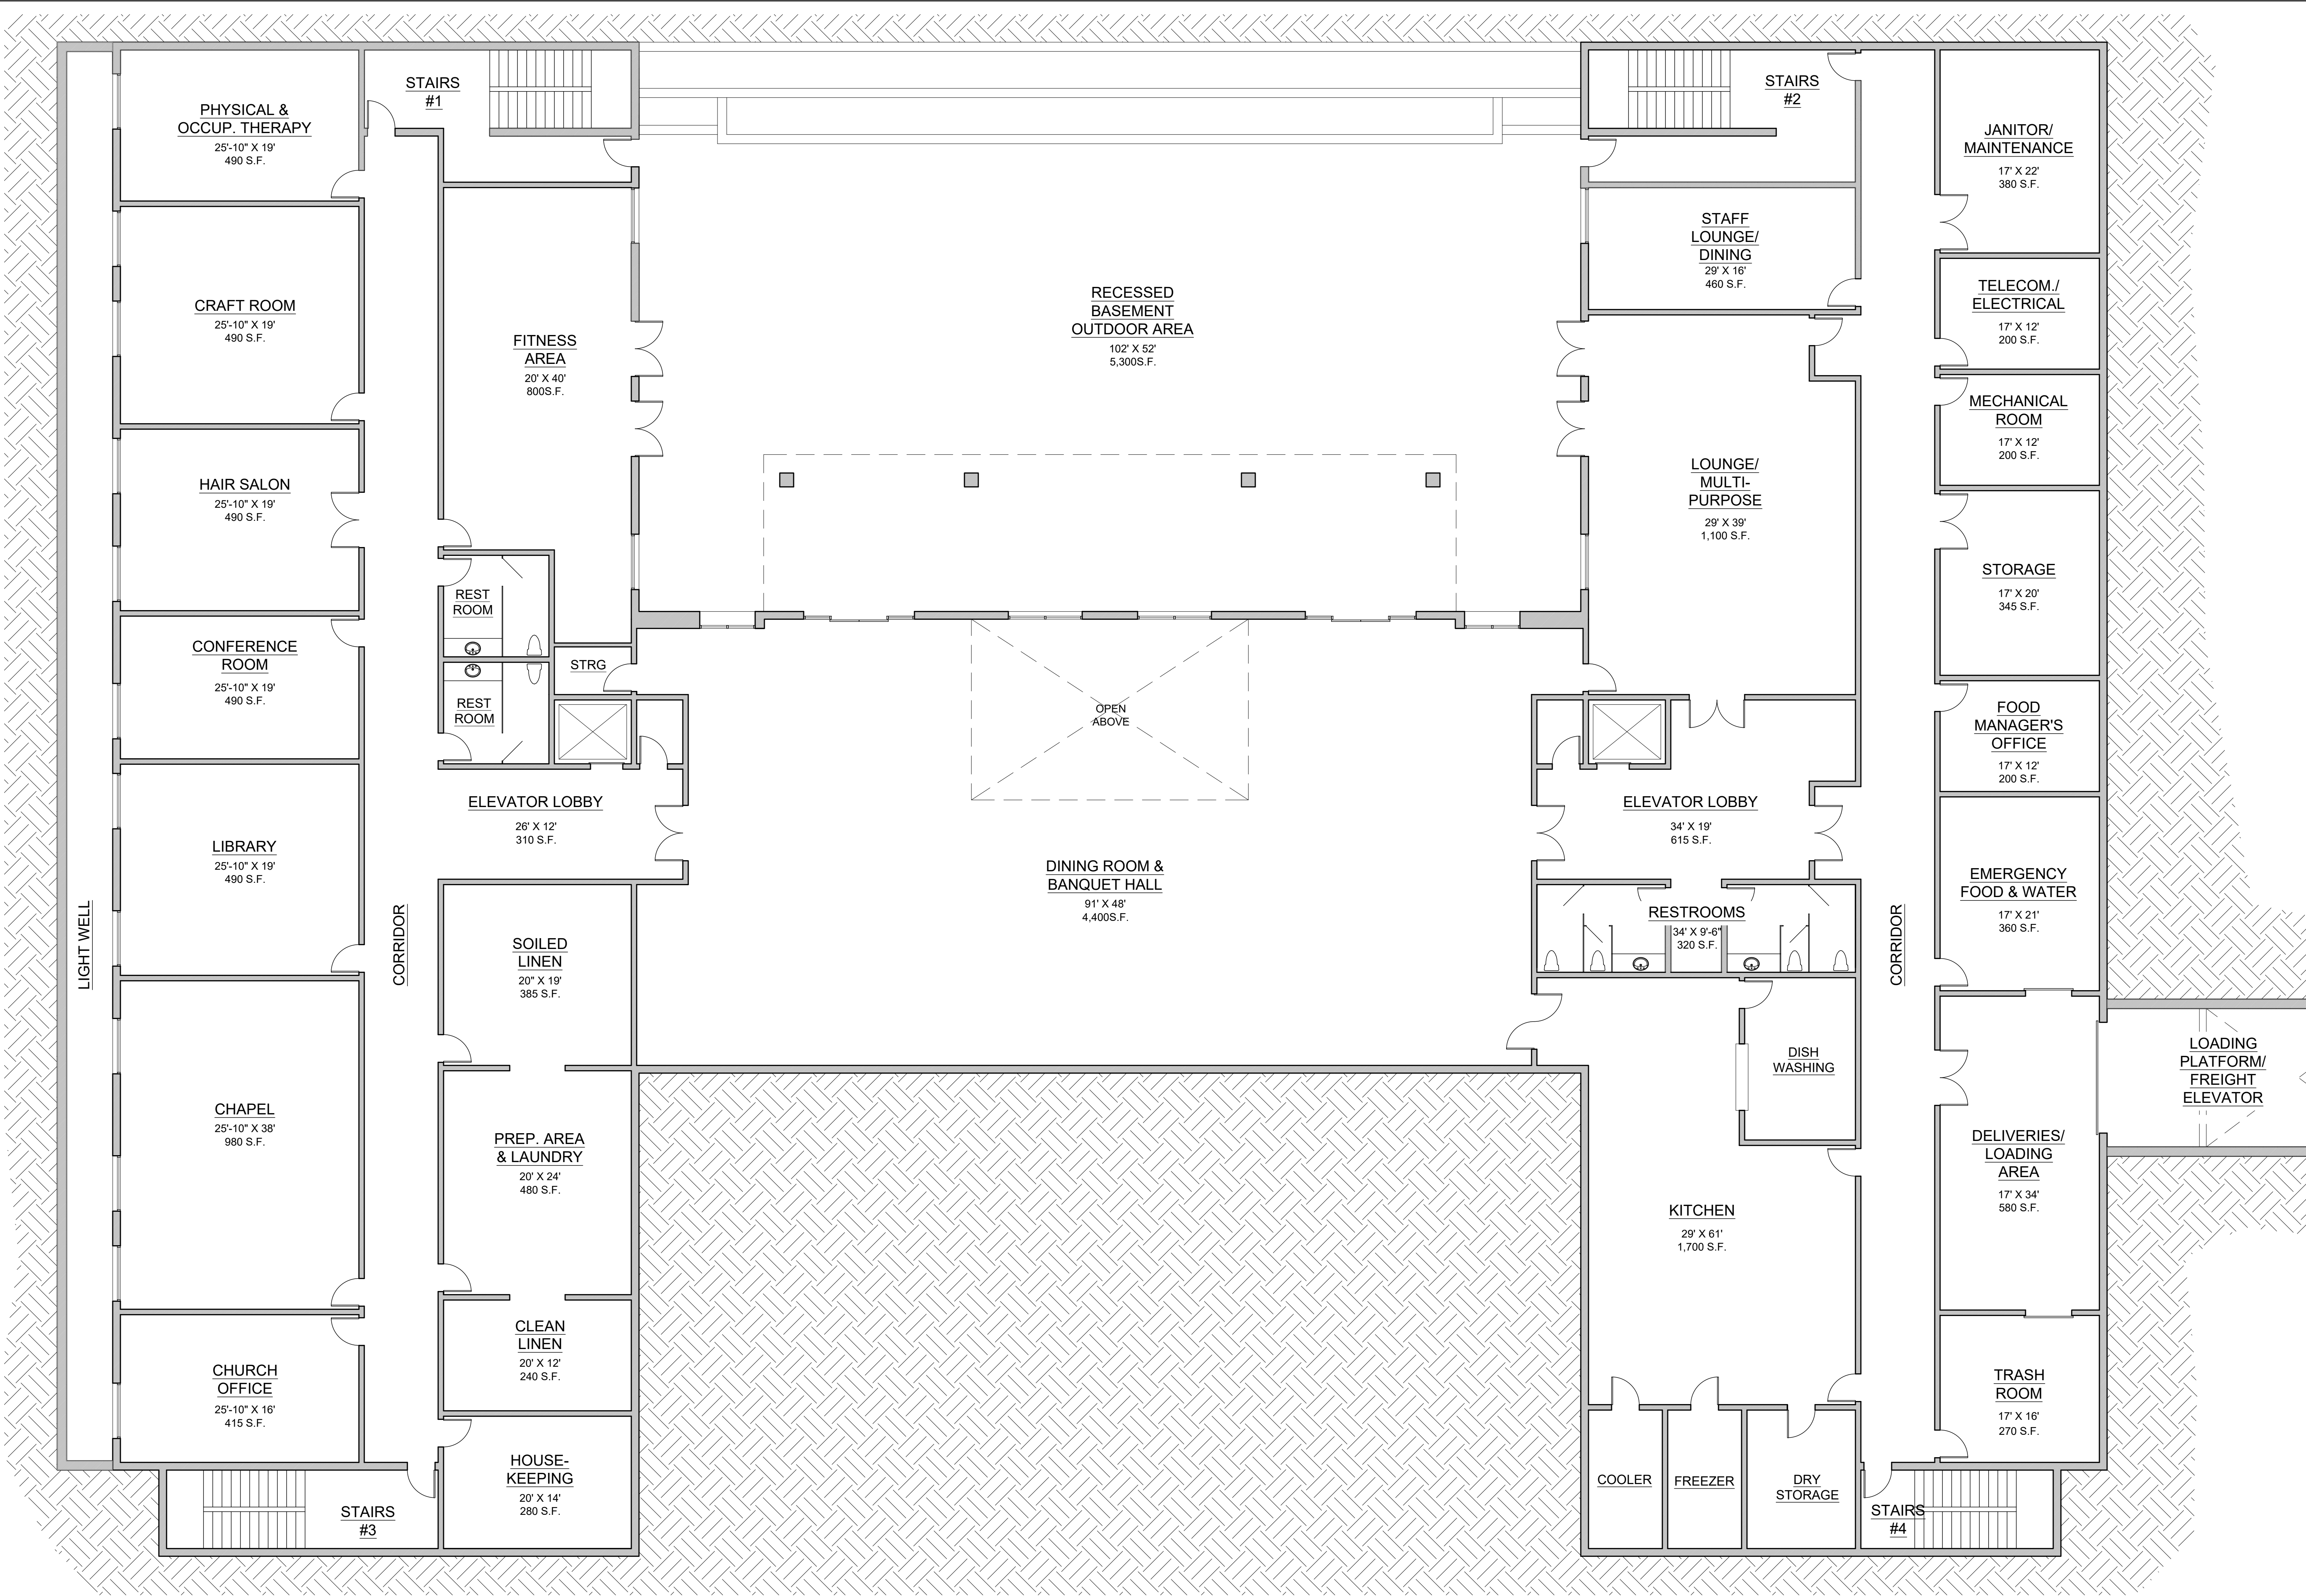 PHYSICAL &
OCCUP. THERAPY
25'-10" X 19'
490 S.F.
CRAFT ROOM
25'-10" X 19'
490 S.F.
HAIR SALON
25'-10" X 19'
490 S.F.
CONFERENCE
ROOM
25'-10" X 19'
490 S.F.
LIBRARY
25'-10" X 19'
490 S.F.
LIGHT WELL
CHAPEL
25'-10" X 38'
980 S.F.
CHURCH
OFFICE
25'-10" X 16'
415 S.F.
STAIRS
#3
CORRIDOR
STAIRS
#1
FITNESS
AREA
20' X 40'
800S.F.
REST
ROOM
REST
ROOM
STRG
ELEVATOR LOBBY
26' X 12'
310 S.F.
SOILED
LINEN
20" X 19'
385 S.F.
PREP. AREA
& LAUNDRY
20' X 24'
480 S.F.
CLEAN
LINEN
20' X 12'
240 S.F.
HOUSE-
KEEPING
20' X 14'
280 S.F.
RECESSED
BASEMENT
OUTDOOR AREA
102' X 52'
5,300S.F.
OPEN
ABOVE
DINING ROOM &
BANQUET HALL
91' X 48'
4,400S.F.
STAIRS
#2
STAFF
LOUNGE/
DINING
29' X 16'
460 S.F.
LOUNGE/
MULTI-
PURPOSE
29' X 39'
1,100 S.F.
ELEVATOR LOBBY
34' X 19'
615 S.F.
RESTROOMS
34' X 9'-6"
320 S.F.
DISH
WASHING
KITCHEN
29' X 61'
1,700 S.F.
COOLER
FREEZER
DRY
STORAGE
CORRIDOR
STAIRS
#4
JANITOR/
MAINTENANCE
17' X 22'
380 S.F.
TELECOM./
ELECTRICAL
17' X 12'
200 S.F.
MECHANICAL
ROOM
17' X 12'
200 S.F.
STORAGE
17' X 20'
345 S.F.
FOOD
MANAGER'S
OFFICE
17' X 12'
200 S.F.
EMERGENCY
FOOD & WATER
17' X 21'
360 S.F.
DELIVERIES/
LOADING
AREA
17' X 34'
580 S.F.
TRASH
ROOM
17' X 16'
270 S.F.
LOADING
PLATFORM/
FREIGHT
ELEVATOR